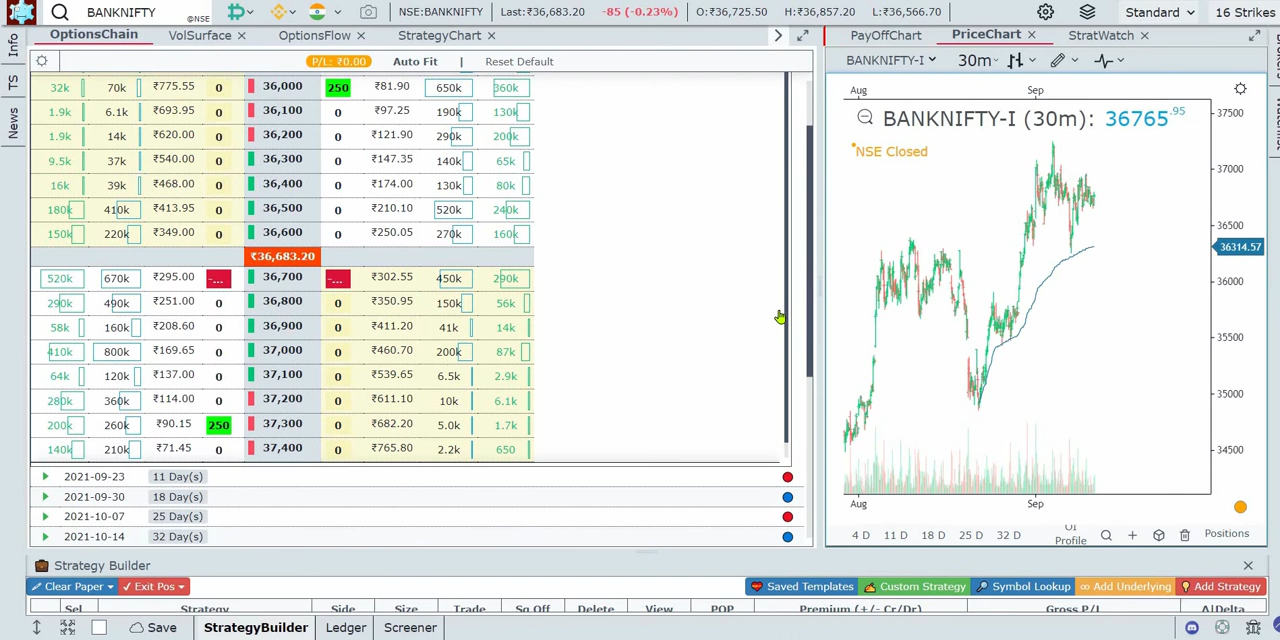 BANKNIFTY @NSE NSE:BANKNIFTY Last:36,683.20 -85 (-0.23%) O:36,725.50 H:36,857.20 L:36,566.70 Standard 16 Strikes
Info
TS
News
OptionsChain VolSurface × OptionsFlow × StrategyChart ×
P/L: ₹0.00 Auto Fit | Reset Default
32k 70k ₹775.55 0 36,000 250 ₹81.90 650k 360k
1.9k 6.1k ₹693.95 0 36,100 0 ₹97.25 190k 130k
1.9k 14k ₹620.00 0 36,200 0 ₹121.90 290k 200k
9.5k 37k ₹540.00 0 36,300 0 ₹147.35 140k 65k
16k 39k ₹468.00 0 36,400 0 ₹174.00 130k 80k
180k 410k ₹413.95 0 36,500 0 ₹210.10 520k 240k
150k 220k ₹349.00 0 36,600 0 ₹250.05 270k 160k
₹36,683.20
520k 670k ₹295.00 -... 36,700 -... ₹302.55 450k 290k
290k 490k ₹251.00 0 36,800 0 ₹350.95 150k 56k
58k 160k ₹208.60 0 36,900 0 ₹411.20 41k 14k
410k 800k ₹169.65 0 37,000 0 ₹460.70 200k 87k
64k 120k ₹137.00 0 37,100 0 ₹539.65 6.5k 2.9k
280k 360k ₹114.00 0 37,200 0 ₹611.10 10k 6.1k
200k 260k ₹90.15 250 37,300 0 ₹682.20 5.0k 1.7k
140k 210k ₹71.45 0 37,400 0 ₹765.80 2.2k 650
2021-09-23 11 Day(s)
2021-09-30 18 Day(s)
2021-10-07 25 Day(s)
2021-10-14 32 Day(s)
PayOffChart PriceChart × StratWatch ×
BANKNIFTY-I 30m
Aug Sep
BANKNIFTY-I (30m): 36765.95
NSE Closed
37500
37000
36500
36314.57
36000
35500
35000
34500
Aug Sep
4 D 11 D 18 D 25 D 32 D OI Profile Positions
Strategy Builder ×
Clear Paper Exit Pos Saved Templates Custom Strategy Symbol Lookup Add Underlying Add Strategy
Sel Strategy Side Size Trade Sq Off Delete View POP Premium (+/- Cr/Dr) Gross P/L
Save StrategyBuilder Ledger Screener